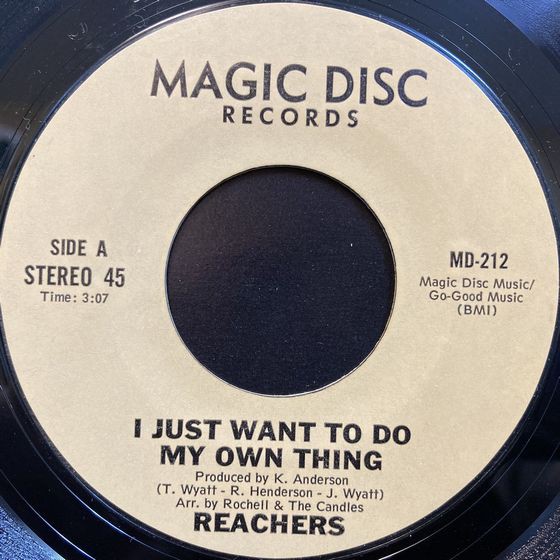 MAGIC DISC
RECORDS
SIDE A
STEREO 45
Time: 3:07
MD-212
Magic Disc Music/
Go-Good Music
(BMI)
I JUST WANT TO DO
MY OWN THING
Produced by K. Anderson
(T. Wyatt - R. Henderson - J. Wyatt)
Arr. by Rochell & The Candles
REACHERS